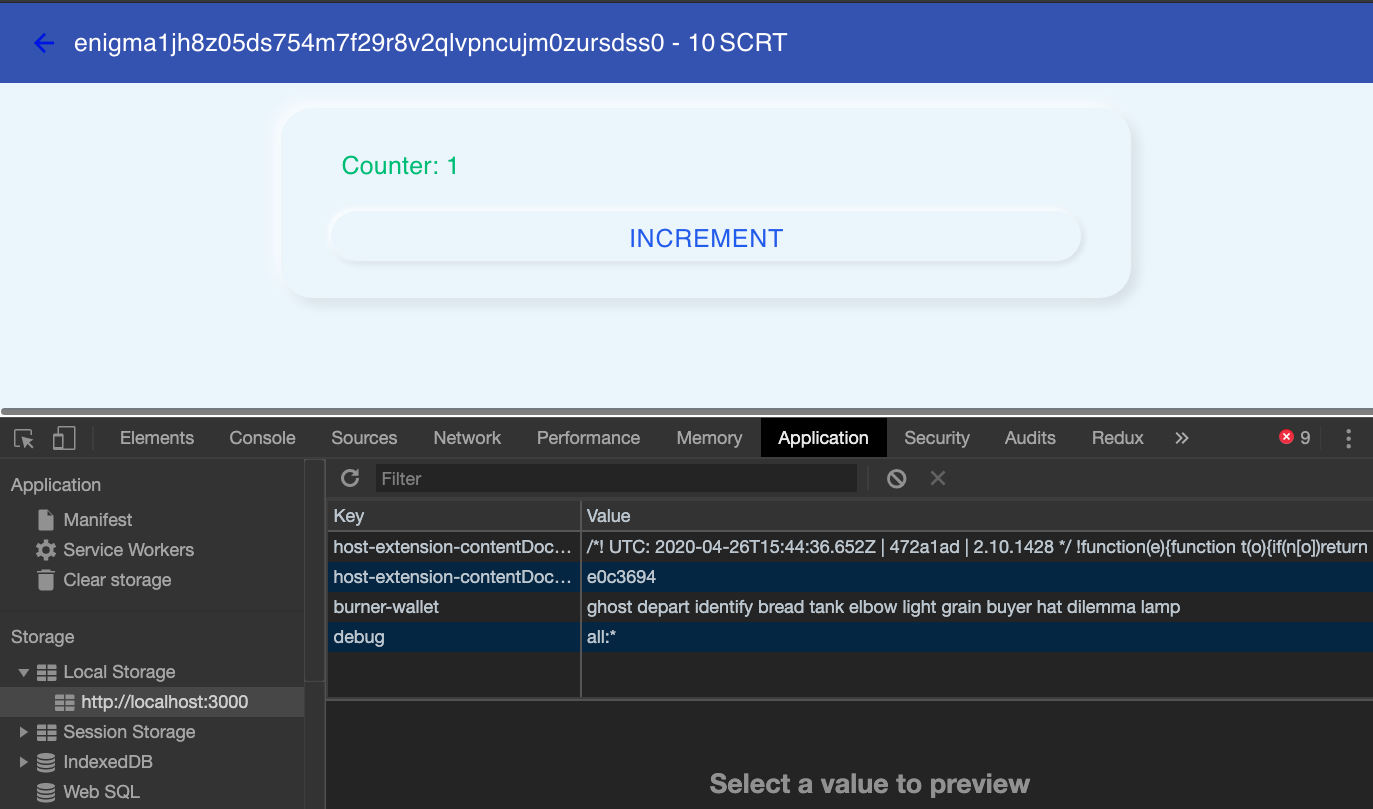 enigma1jh8z05ds754m7f29r8v2qlvpncujm0zursdss0 - 10 SCRT
Counter: 1
INCREMENT
Elements Console Sources Network Performance Memory Application Security Audits Redux » 9
Application
Manifest
Service Workers
Clear storage
Storage
Local Storage
http://localhost:3000
Session Storage
IndexedDB
Web SQL
Filter
Key Value
host-extension-contentDoc… /*! UTC: 2020-04-26T15:44:36.652Z | 472a1ad | 2.10.1428 */ !function(e){function t(o){if(n[o])return
host-extension-contentDoc… e0c3694
burner-wallet ghost depart identify bread tank elbow light grain buyer hat dilemma lamp
debug all:*
Select a value to preview